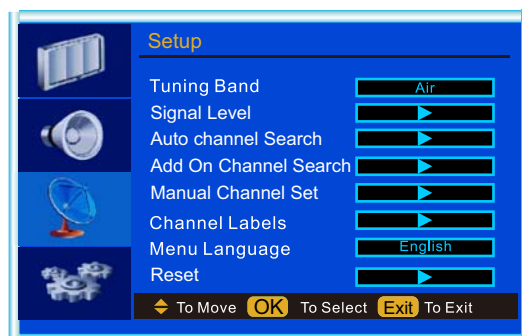 Setup
Tuning Band Air
Signal Level
Auto channel Search
Add On Channel Search
Manual Channel Set
Channel Labels
Menu Language English
Reset
To Move OK To Select Exit To Exit